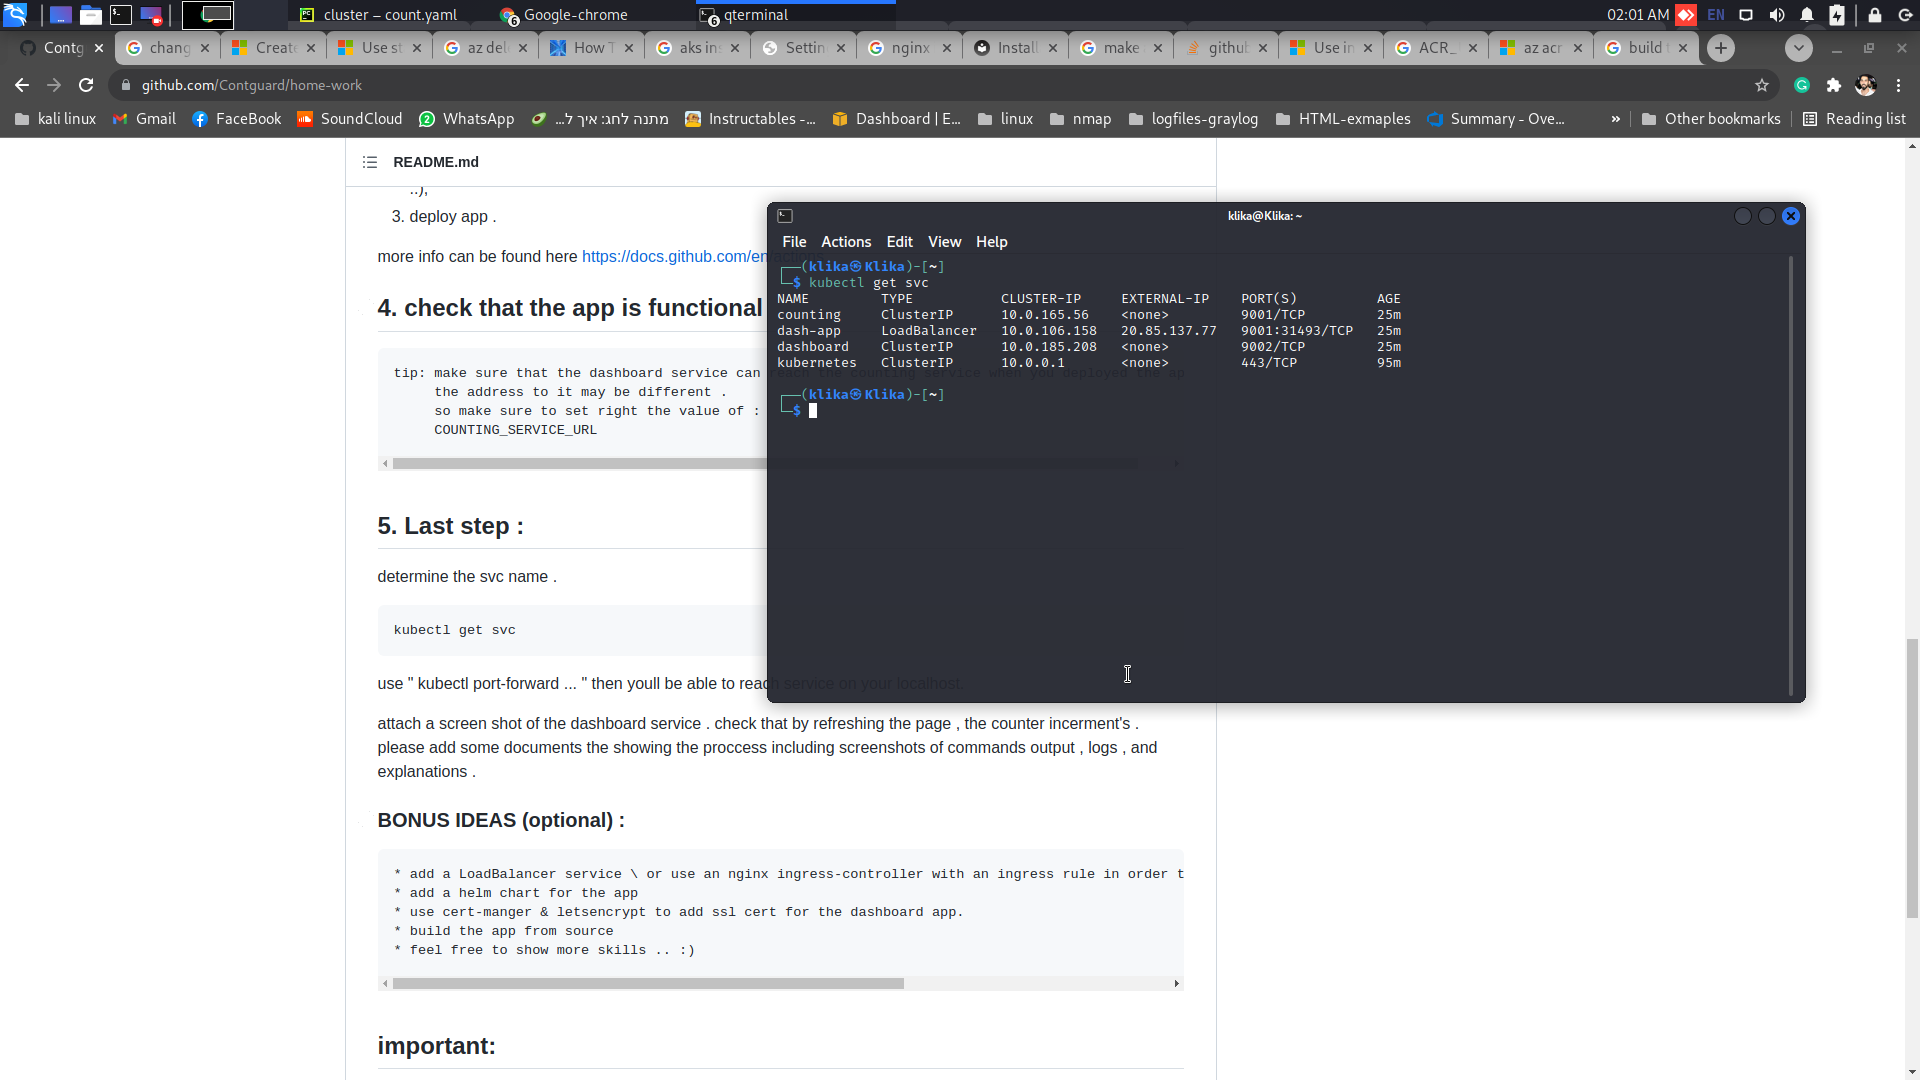 cluster – count.yaml
Google-chrome
qterminal
02:01 AM
EN
Contg
chang
Create
Use st
az dele
How T
aks in
Settin
nginx
Install
make
github
Use in
ACR_
az acr
build
github.com/Contguard/home-work
kali linux
Gmail
FaceBook
SoundCloud
WhatsApp
מתנה לחג: איך ל...
Instructables -...
Dashboard | E...
linux
nmap
logfiles-graylog
HTML-exmaples
Summary - Ove...
»
Other bookmarks
Reading list
README.md
..),
3. deploy app .
more info can be found here https://docs.github.com/en
4. check that the app is functional
tip: make sure that the dashboard service can reach the counting service when you deployed the ap
the address to it may be different .
so make sure to set right the value of :
COUNTING_SERVICE_URL
5. Last step :
determine the svc name .
kubectl get svc
use " kubectl port-forward ... " then youll be able to reach service on your localhost
attach a screen shot of the dashboard service . check that by refreshing the page , the counter incerment's .
please add some documents the showing the proccess including screenshots of commands output , logs , and
explanations .
BONUS IDEAS (optional) :
* add a LoadBalancer service \ or use an nginx ingress-controller with an ingress rule in order t
* add a helm chart for the app
* use cert-manger & letsencrypt to add ssl cert for the dashboard app.
* build the app from source
* feel free to show more skills .. :)
important:
klika@Klika: ~
File Actions Edit View Help
┌──(klika㉿Klika)-[~]
└─$ kubectl get svc
NAME TYPE CLUSTER-IP EXTERNAL-IP PORT(S) AGE
counting ClusterIP 10.0.165.56 <none> 9001/TCP 25m
dash-app LoadBalancer 10.0.106.158 20.85.137.77 9001:31493/TCP 25m
dashboard ClusterIP 10.0.185.208 <none> 9002/TCP 25m
kubernetes ClusterIP 10.0.0.1 <none> 443/TCP 95m
┌──(klika㉿Klika)-[~]
└─$